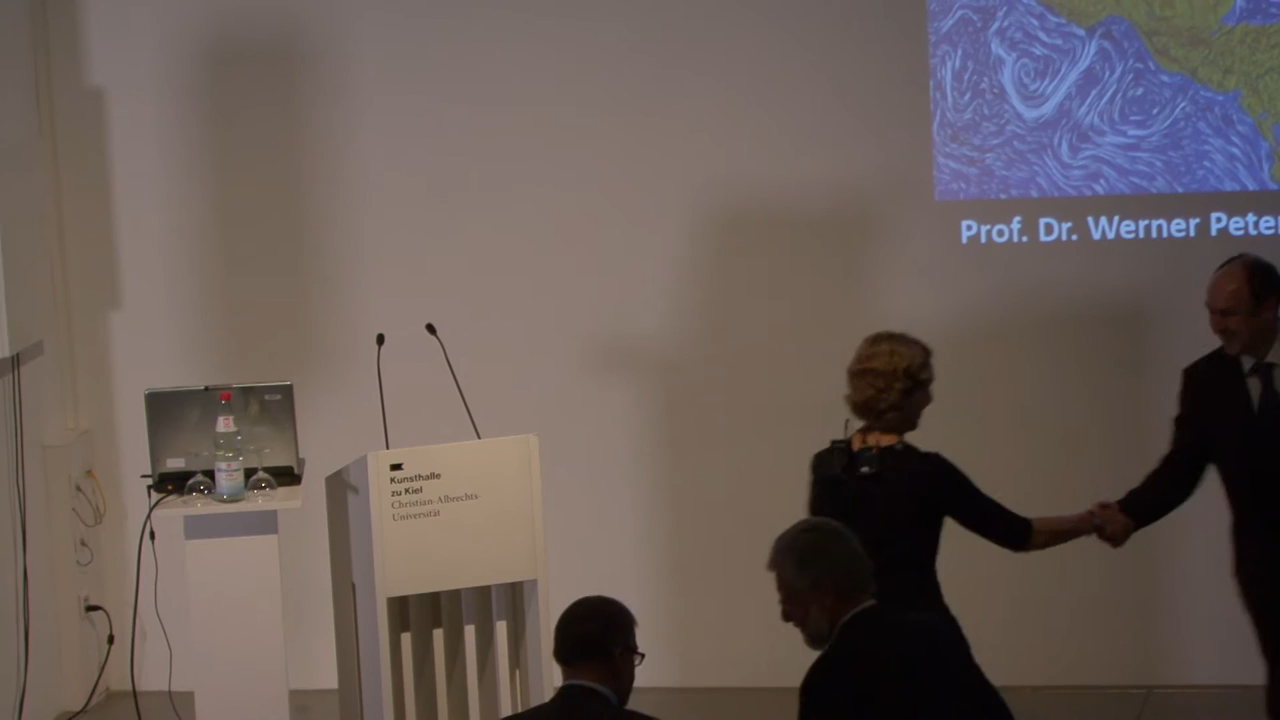 Prof. Dr. Werner Peter
Kunsthalle
zu Kiel
Christian-Albrechts-
Universität